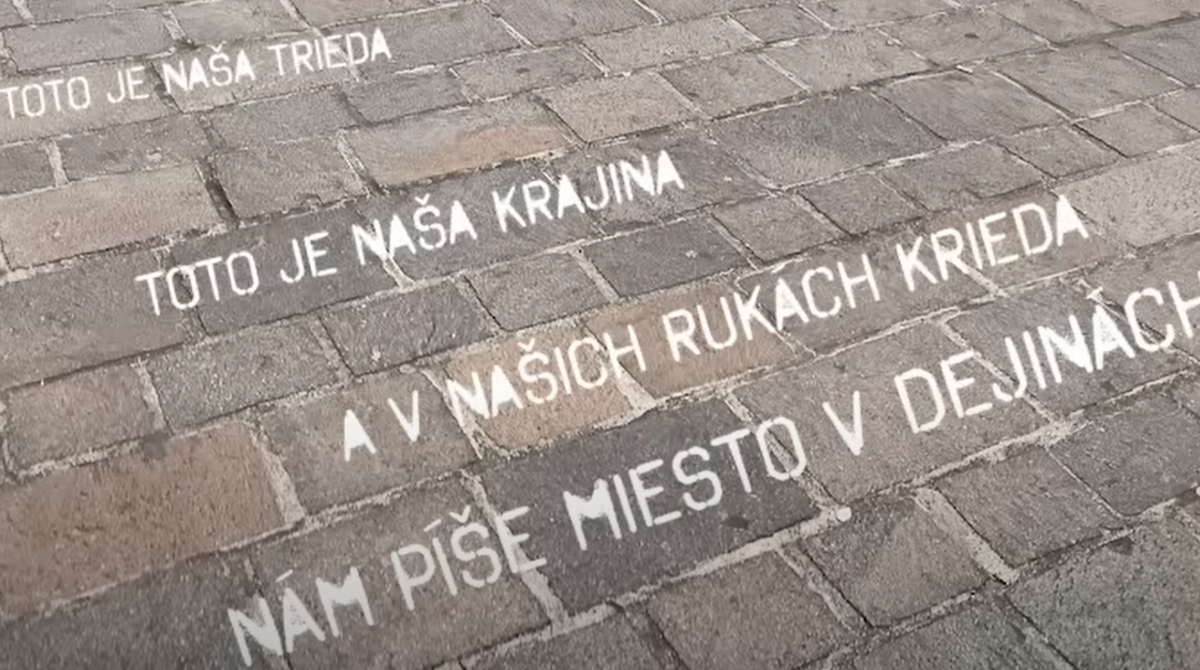 TOTO JE NAŠA TRIEDA
TOTO JE NAŠA KRAJINA
A V NAŠICH RUKÁCH KRIEDA
NÁM PÍŠE MIESTO V DEJINÁCH